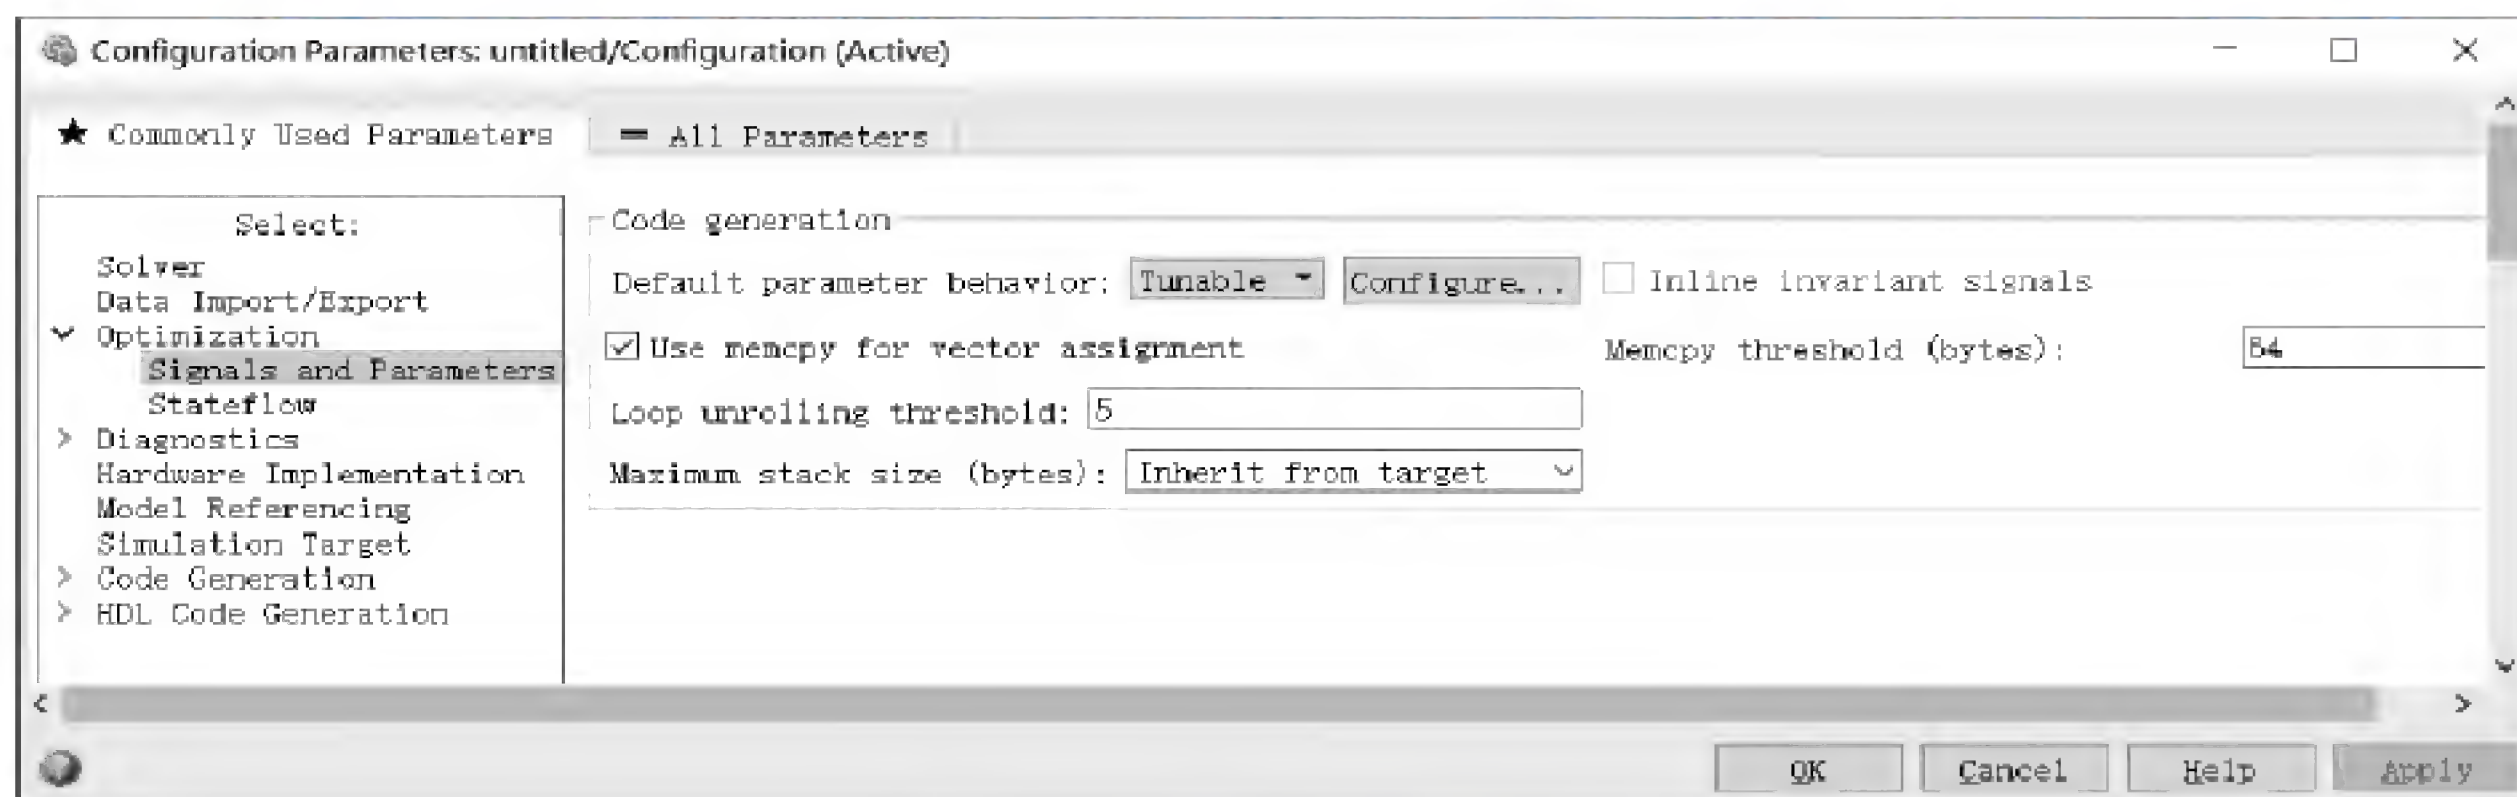 Configuration Parameters: untitled/Configuration (Active)
★ Commonly Used Parameters
All Parameters
Select:
Solver
Data Import/Export
Optimization
Signals and Parameters
Stateflow
Diagnostics
Hardware Implementation
Model Referencing
Simulation Target
Code Generation
HDL Code Generation
Code generation
Default parameter behavior: Tunable Configure... Inline invariant signals
Use memcpy for vector assignment Memcpy threshold (bytes): 64
Loop unrolling threshold: 5
Maximum stack size (bytes): Inherit from target
OK Cancel Help Apply